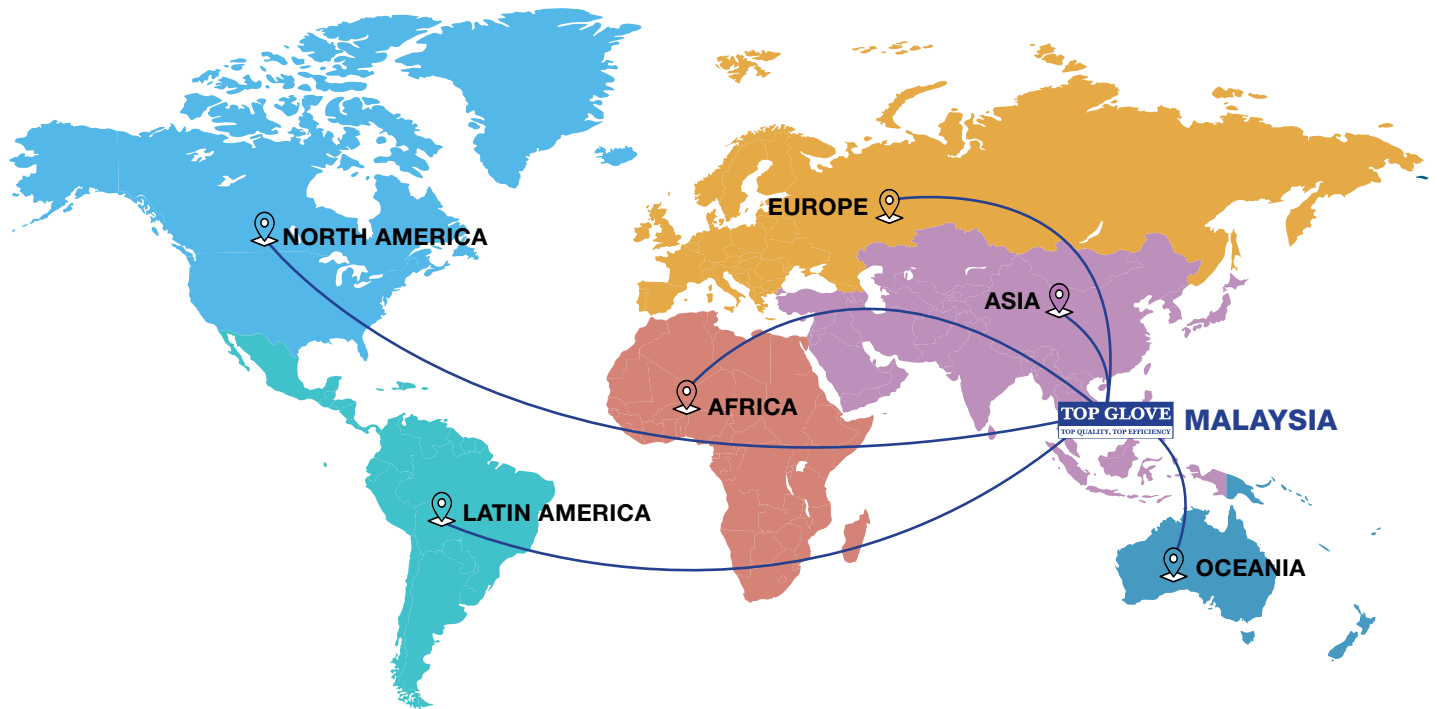 EUROPE
NORTH AMERICA
ASIA
AFRICA
TOP GLOVE
TOP QUALITY, TOP EFFICIENCY
MALAYSIA
LATIN AMERICA
OCEANIA